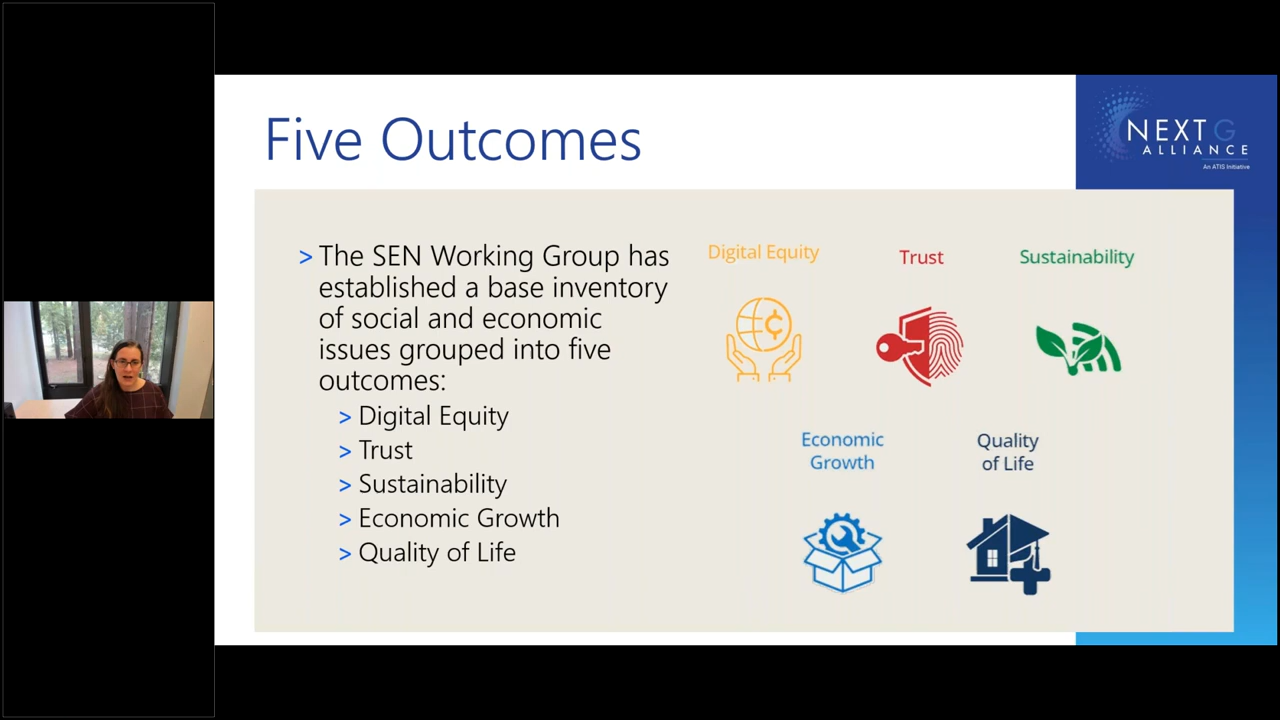 Five Outcomes
NEXTG
ALLIANCE
An ATIS Initiative
> The SEN Working Group has
established a base inventory
of social and economic
issues grouped into five
outcomes:
> Digital Equity
> Trust
> Sustainability
> Economic Growth
> Quality of Life
Digital Equity
Trust
Sustainability
Economic
Growth
Quality
of Life